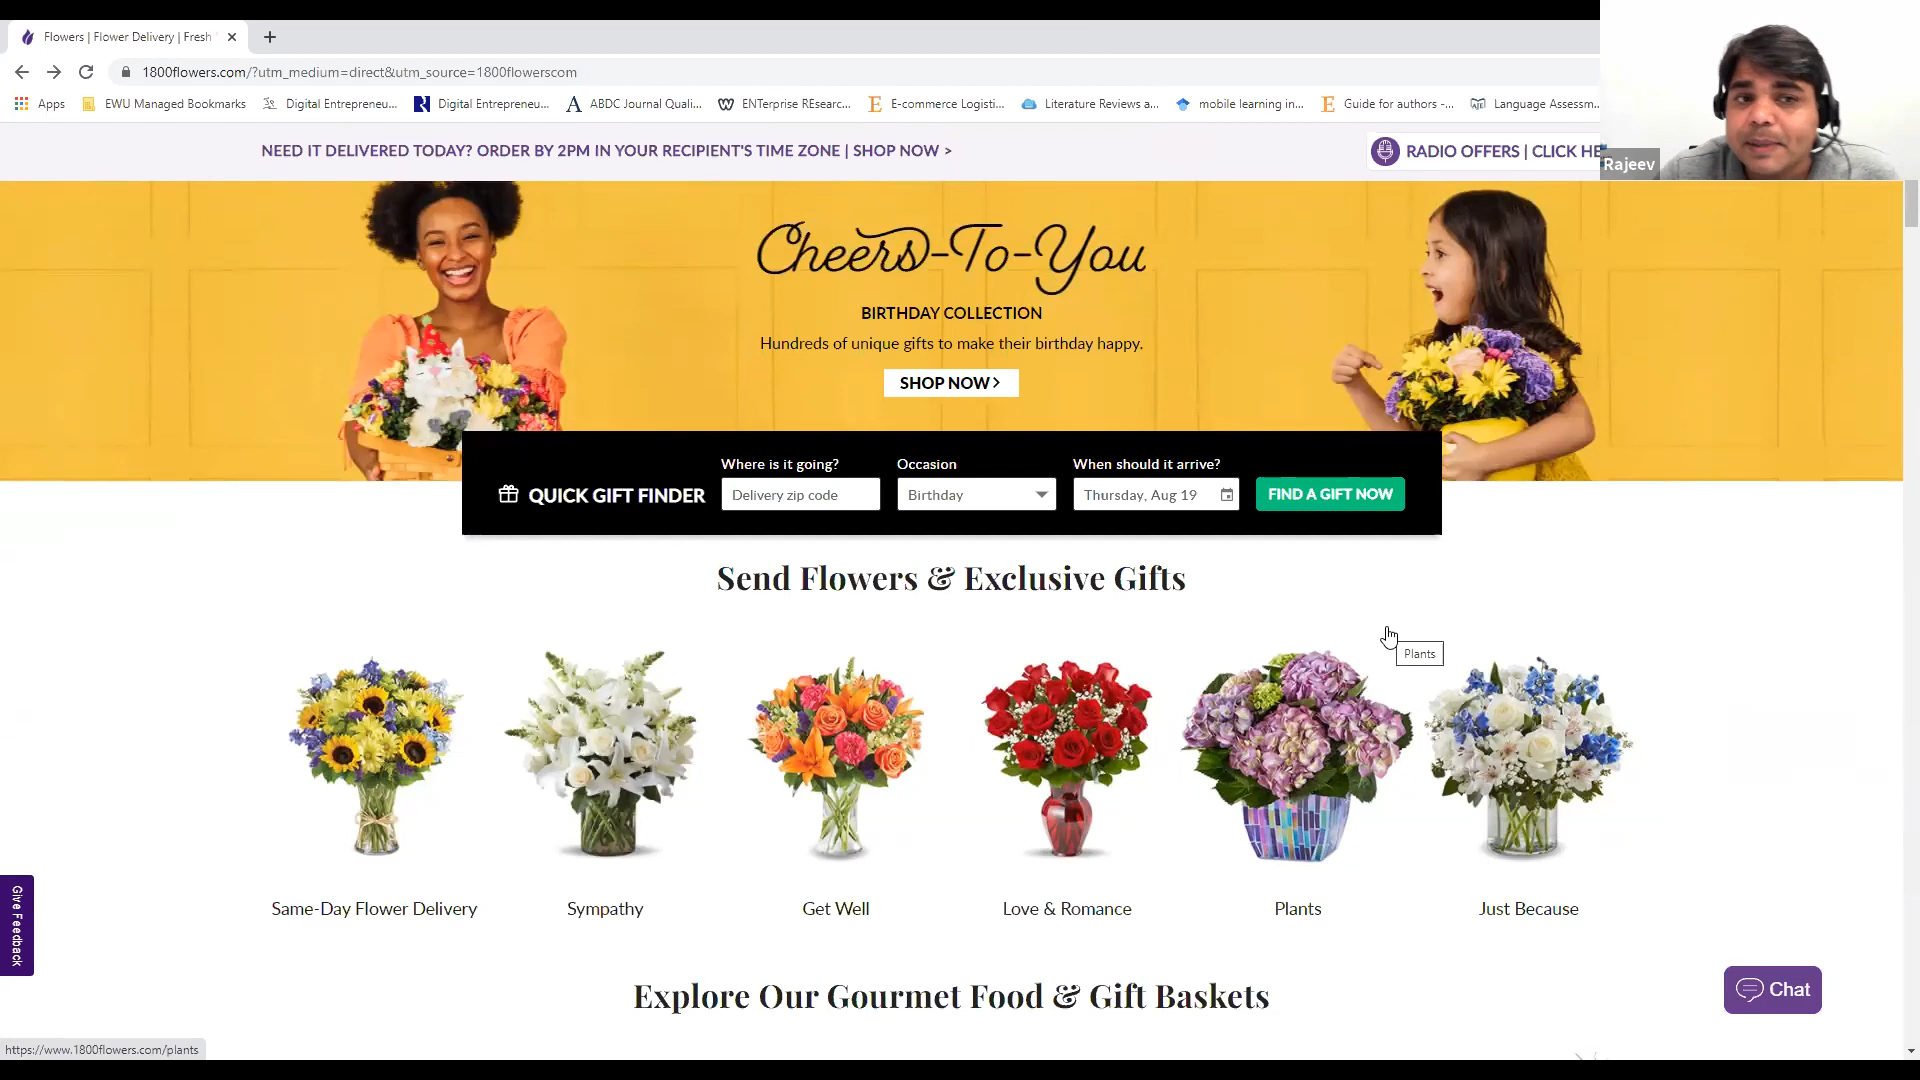 Flowers | Flower Delivery | Fresh
1800flowers.com/?utm_medium=direct&utm_source=1800flowerscom
Apps
EWU Managed Bookmarks
Digital Entrepreneu...
Digital Entrepreneu...
ABDC Journal Quali...
ENTerprise REsearc...
E-commerce Logisti...
Literature Reviews a...
mobile learning in...
Guide for authors -...
Language Assessm...
NEED IT DELIVERED TODAY? ORDER BY 2PM IN YOUR RECIPIENT'S TIME ZONE | SHOP NOW >
RADIO OFFERS | CLICK HE
Rajeev
Cheers-To-You
BIRTHDAY COLLECTION
Hundreds of unique gifts to make their birthday happy.
SHOP NOW >
QUICK GIFT FINDER
Where is it going?
Delivery zip code
Occasion
Birthday
When should it arrive?
Thursday, Aug 19
FIND A GIFT NOW
Send Flowers & Exclusive Gifts
Plants
Same-Day Flower Delivery
Sympathy
Get Well
Love & Romance
Plants
Just Because
Give Feedback
Explore Our Gourmet Food & Gift Baskets
Chat
https://www.1800flowers.com/plants